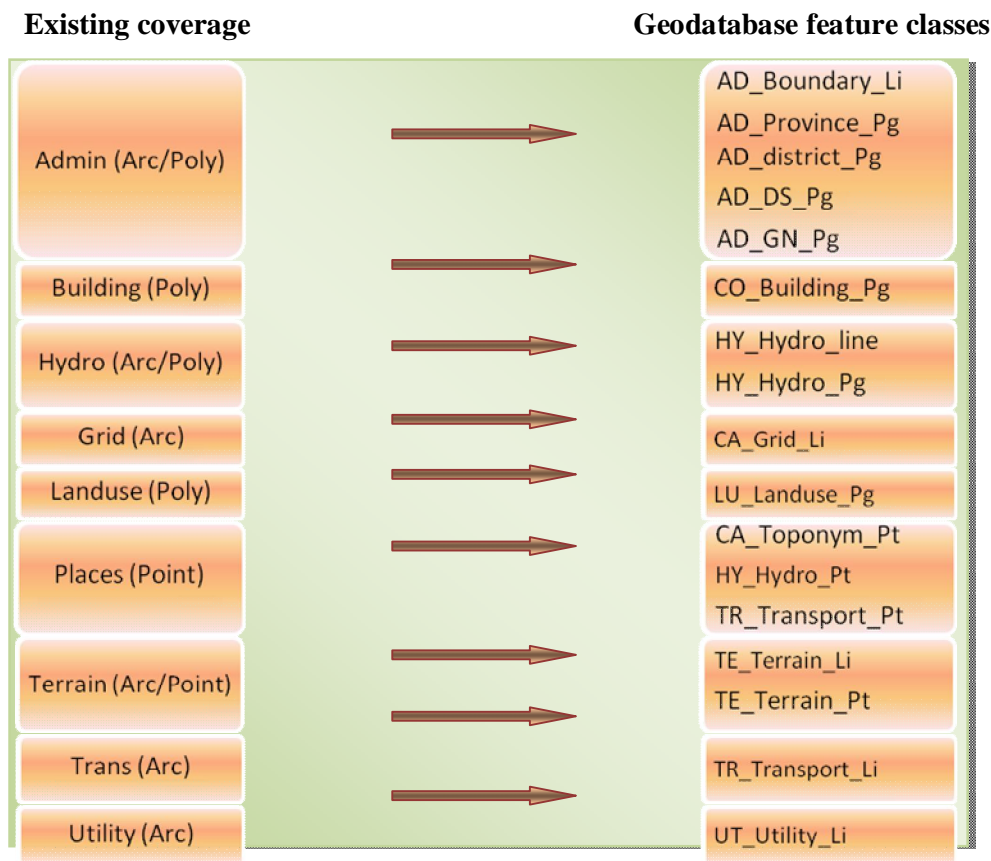 Existing coverage
Geodatabase feature classes
Admin (Arc/Poly)
AD_Boundary_Li
AD_Province_Pg
AD_district_Pg
AD_DS_Pg
AD_GN_Pg
Building (Poly)
CO_Building_Pg
Hydro (Arc/Poly)
HY_Hydro_line
HY_Hydro_Pg
Grid (Arc)
CA_Grid_Li
Landuse (Poly)
LU_Landuse_Pg
Places (Point)
CA_Toponym_Pt
HY_Hydro_Pt
TR_Transport_Pt
Terrain (Arc/Point)
TE_Terrain_Li
TE_Terrain_Pt
Trans (Arc)
TR_Transport_Li
Utility (Arc)
UT_Utility_Li